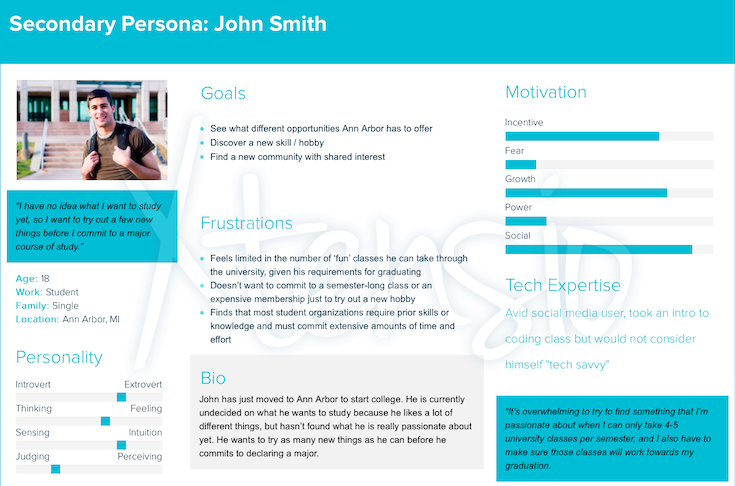 Secondary Persona: John Smith
"I have no idea what I want to study
yet, so I want to try out a few new
things before I commit to a major
course of study."
Age: 18
Work: Student
Family: Single
Location: Ann Arbor, MI
Personality
Introvert Extrovert
Thinking Feeling
Sensing Intuition
Judging Perceiving
Goals
See what different opportunities Ann Arbor has to offer
Discover a new skill / hobby
Find a new community with shared interest
Frustrations
Feels limited in the number of 'fun' classes he can take through
the university, given his requirements for graduating
Doesn't want to commit to a semester-long class or an
expensive membership just to try out a new hobby
Finds that most student organizations require prior skills or
knowledge and must commit extensive amounts of time and
effort
Bio
John has just moved to Ann Arbor to start college. He is currently
undecided on what he wants to study because he likes a lot of
different things, but hasn't found what he is really passionate about
yet. He wants to try as many new things as he can before he
commits to declaring a major.
Motivation
Incentive
Fear
Growth
Power
Social
Tech Expertise
Avid social media user, took an intro to
coding class but would not consider
himself "tech savvy"
"It's overwhelming to try to find something that I'm
passionate about when I can only take 4-5
university classes per semester, and I also have to
make sure those classes will work towards my
graduation.
Xtensio